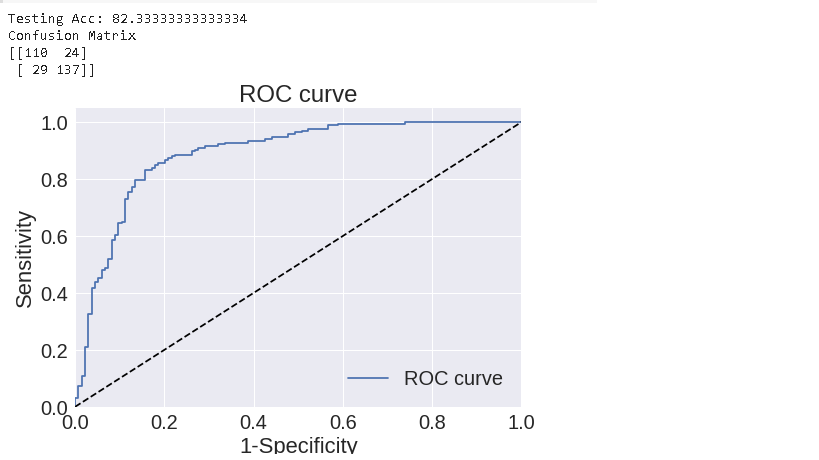 Testing Acc: 82.33333333333334
Confusion Matrix
[[110  24]
 [ 29 137]]
ROC curve
1.0
0.8
0.6
0.4
0.2
0.0
Sensitivity
ROC curve
0.0 0.2 0.4 0.6 0.8 1.0
1-Specificity